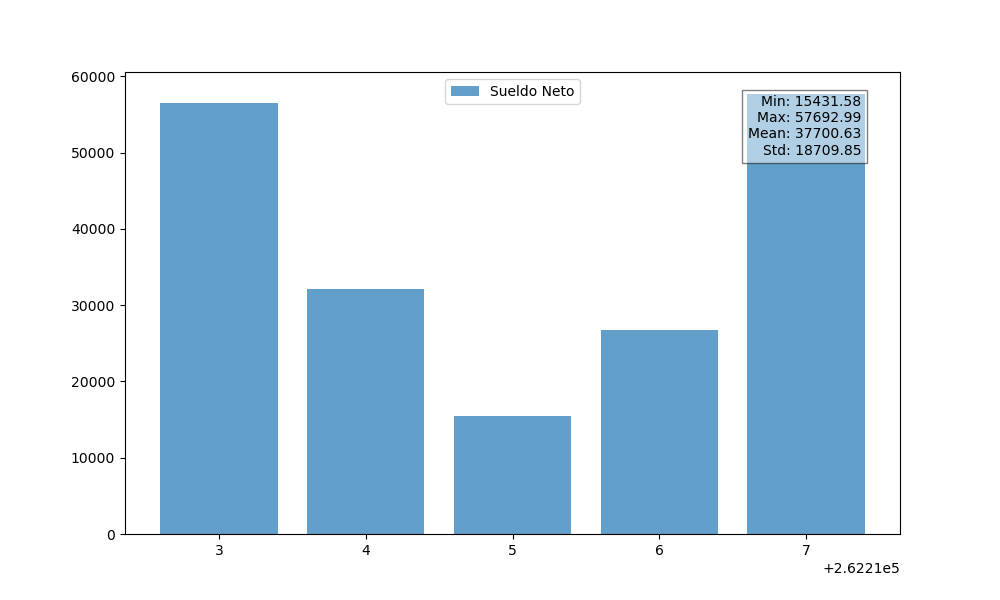 Sueldo Neto
Min: 15431.58
Max: 57692.99
Mean: 37700.63
Std: 18709.85
60000
50000
40000
30000
20000
10000
0
3 4 5 6 7
+2.6221e5